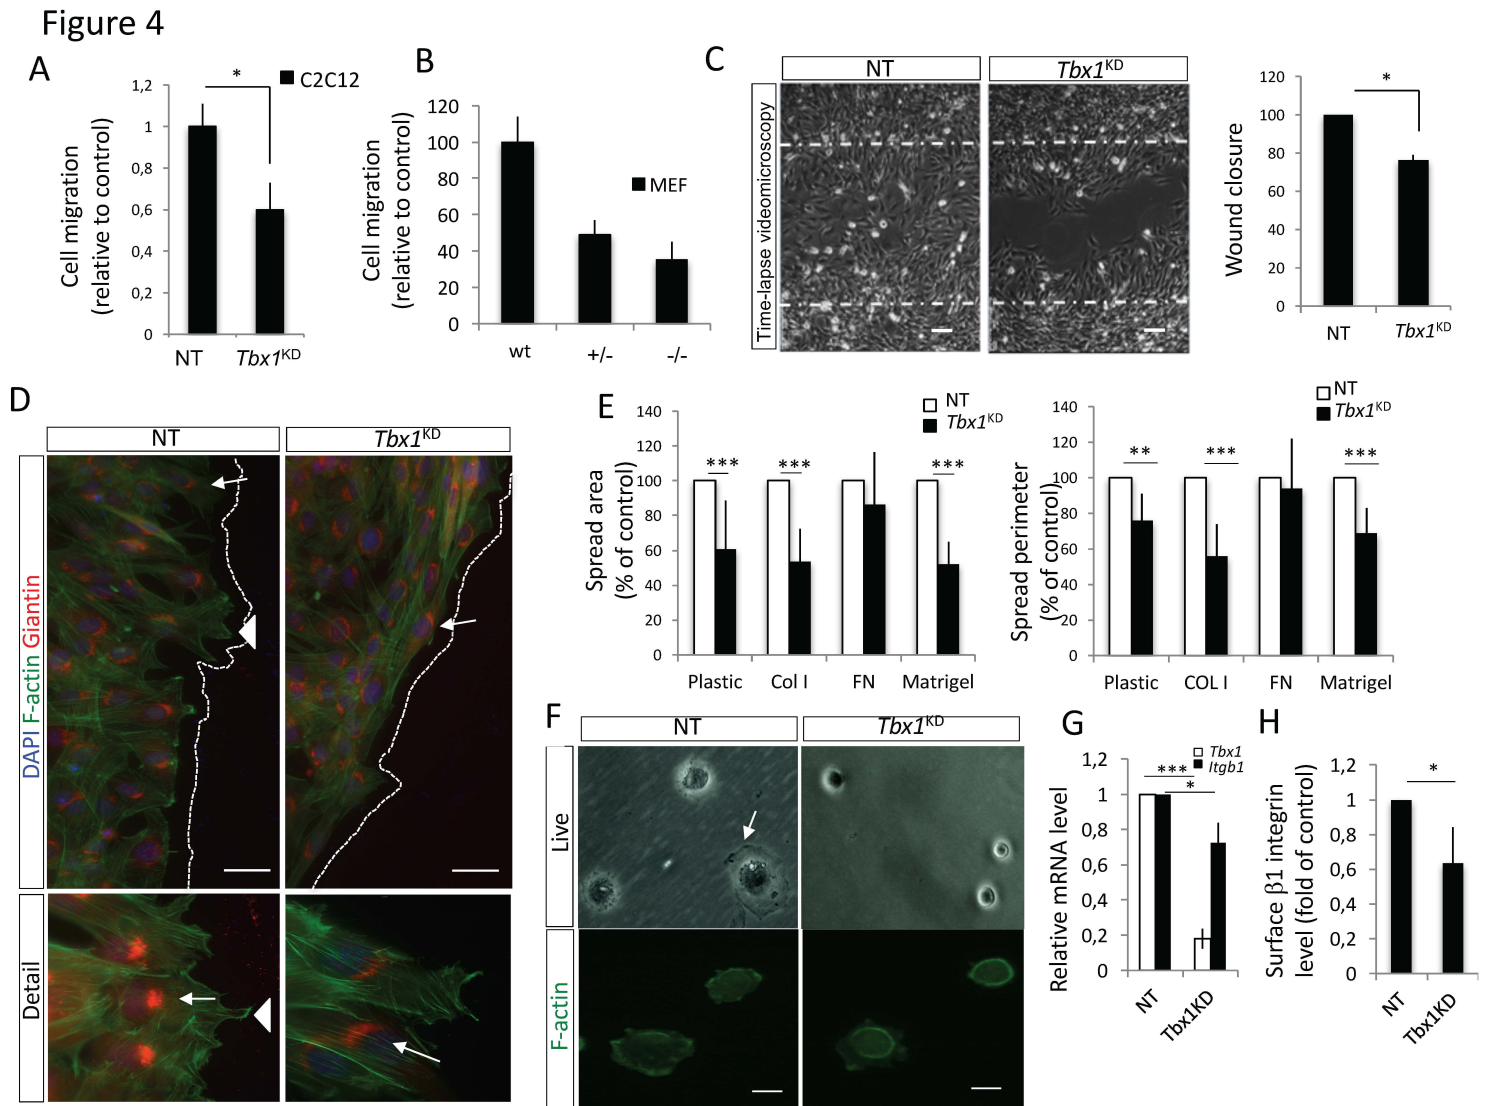 Figure 4
A
*
C2C12
Cell migration
(relative to control)
1,2
1
0,8
0,6
0,4
0,2
0
NT
Tbx1KD
B
MEF
Cell migration
(relative to control)
120
100
80
60
40
20
0
wt
+/-
-/-
C
NT
Tbx1KD
Time-lapse videomicroscopy
*
Wound closure
120
100
80
60
40
20
0
NT
Tbx1KD
D
NT
Tbx1KD
DAPI F-actin Giantin
Detail
E
NT
Tbx1KD
Spread area
(% of control)
140
120
100
80
60
40
20
0
***
***
***
Plastic
Col I
FN
Matrigel
NT
Tbx1KD
Spread perimeter
(% of control)
140
120
100
80
60
40
20
0
**
***
***
Plastic
COL I
FN
Matrigel
F
NT
Tbx1KD
Live
F-actin
G
Tbx1
Itgb1
***
*
Relative mRNA level
1,2
1
0,8
0,6
0,4
0,2
0
NT
Tbx1KD
H
*
Surface β1 integrin
level (fold of control)
1,2
1
0,8
0,6
0,4
0,2
0
NT
Tbx1KD